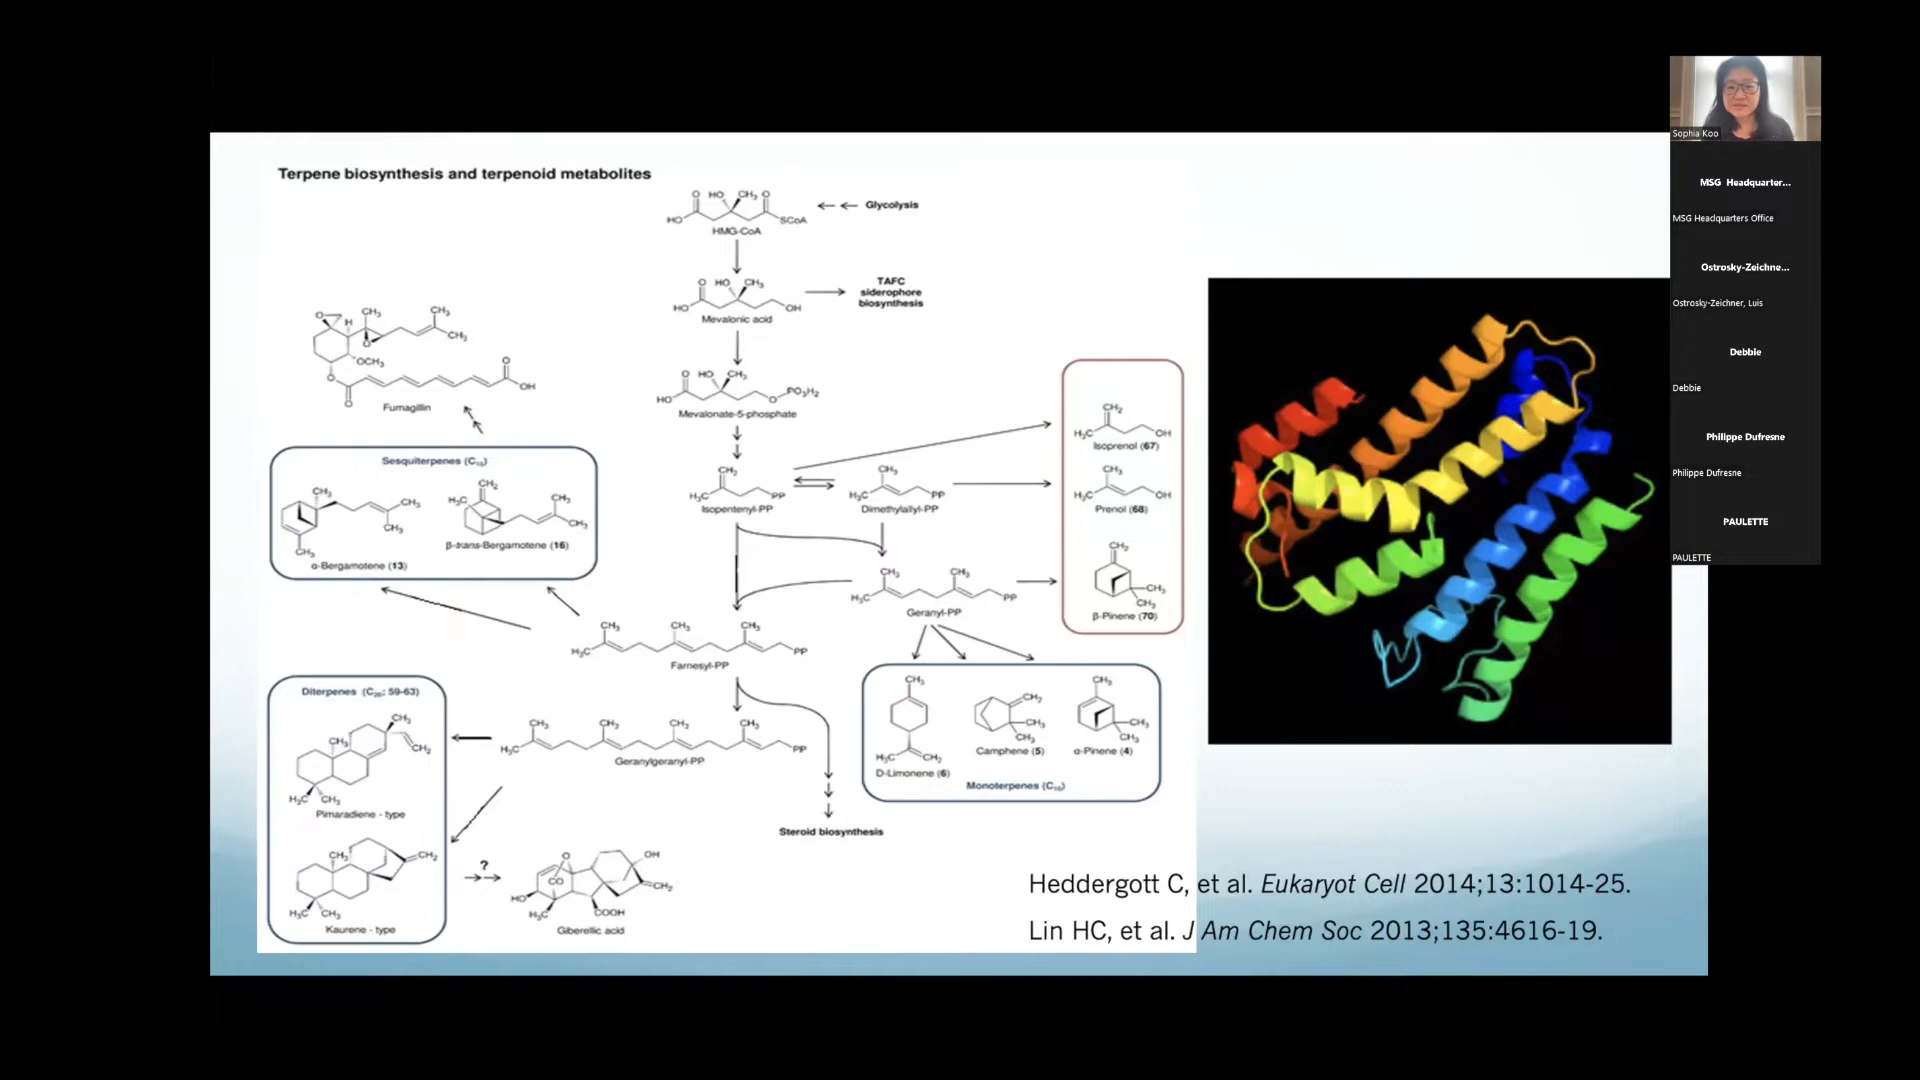 Terpene biosynthesis and terpenoid metabolites
Glycolysis
HMG-CoA
Mevalonic acid
TAFC
siderophore
biosynthesis
Mevalonate-5-phosphate
Isopentenyl-PP
Dimethylallyl-PP
Isoprenol (67)
Prenol (68)
β-Pinene (70)
Geranyl-PP
Fumagillin
Sesquiterpenes (C₁₅)
α-Bergamotene (13)
β-trans-Bergamotene (16)
Farnesyl-PP
D-Limonene (6)
Camphene (5)
α-Pinene (4)
Monoterpenes (C₁₀)
Diterpenes (C₂₀; 59-63)
Pimaradiene - type
Geranylgeranyl-PP
Steroid biosynthesis
Kaurene - type
?
Giberellic acid
Heddergott C, et al. Eukaryot Cell 2014;13:1014-25.
Lin HC, et al. J Am Chem Soc 2013;135:4616-19.
Sophia Koo
MSG Headquarter...
MSG Headquarters Office
Ostrosky-Zeichne...
Ostrosky-Zeichner, Luis
Debbie
Debbie
Philippe Dufresne
Philippe Dufresne
PAULETTE
PAULETTE